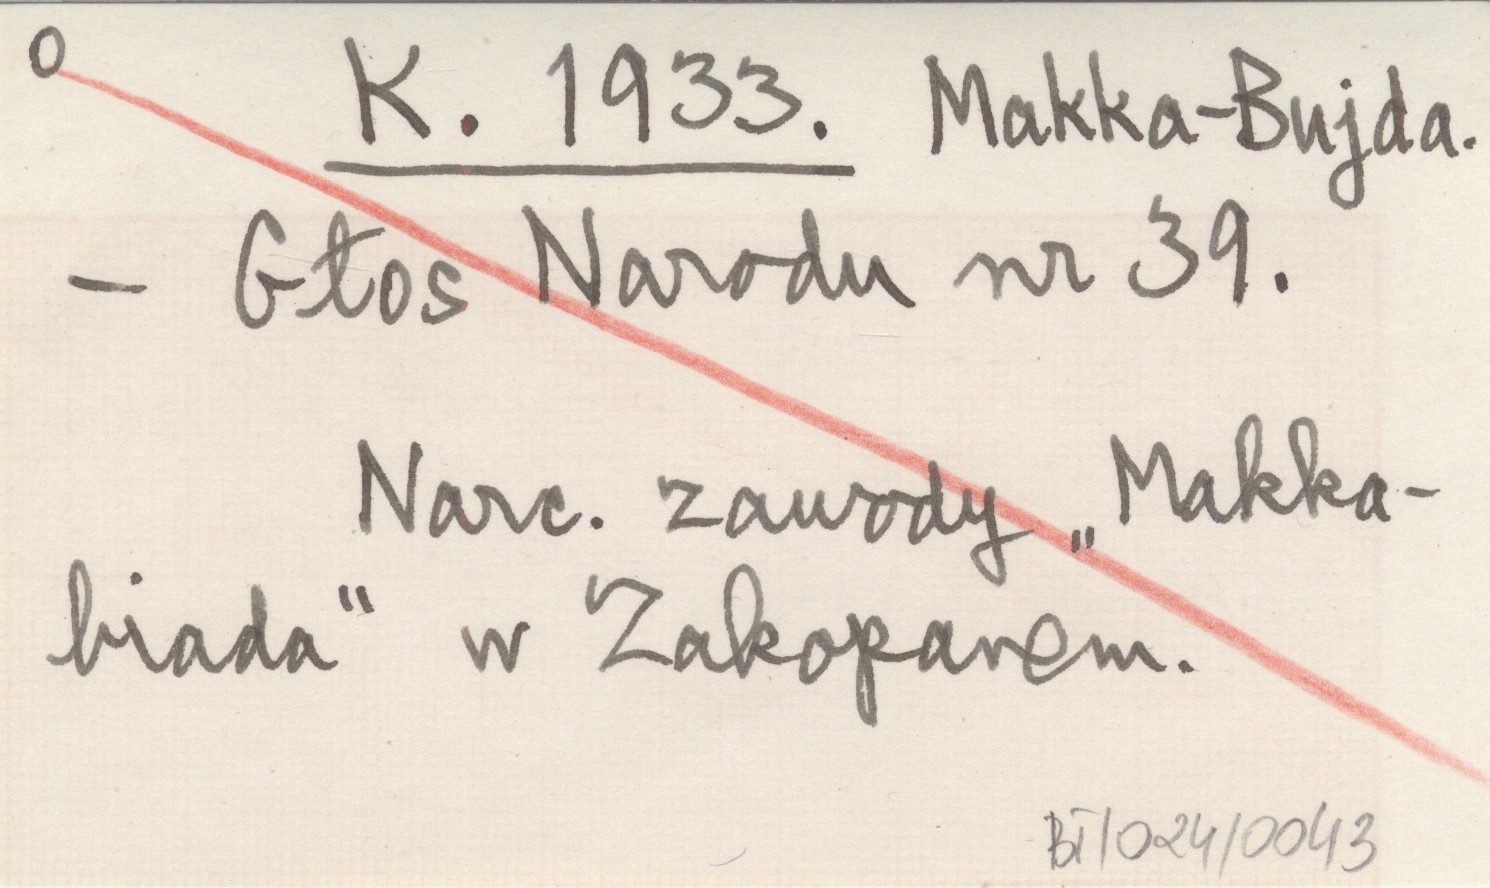 O K. 1933. Makka-Bujda.
- Głos Narodu nr 39.
Narc. zawody „Makka-
biada" w Zakopanem.
BI/024/0043